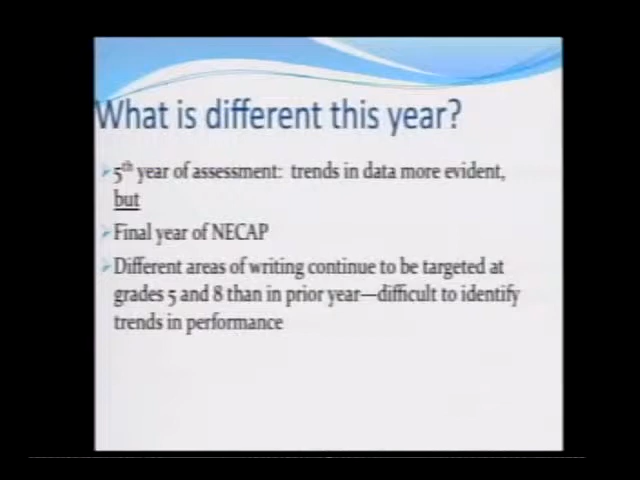 What is different this year?
5th year of assessment: trends in data more evident,
but
Final year of NECAP
Different areas of writing continue to be targeted at
grades 5 and 8 than in prior year—difficult to identify
trends in performance